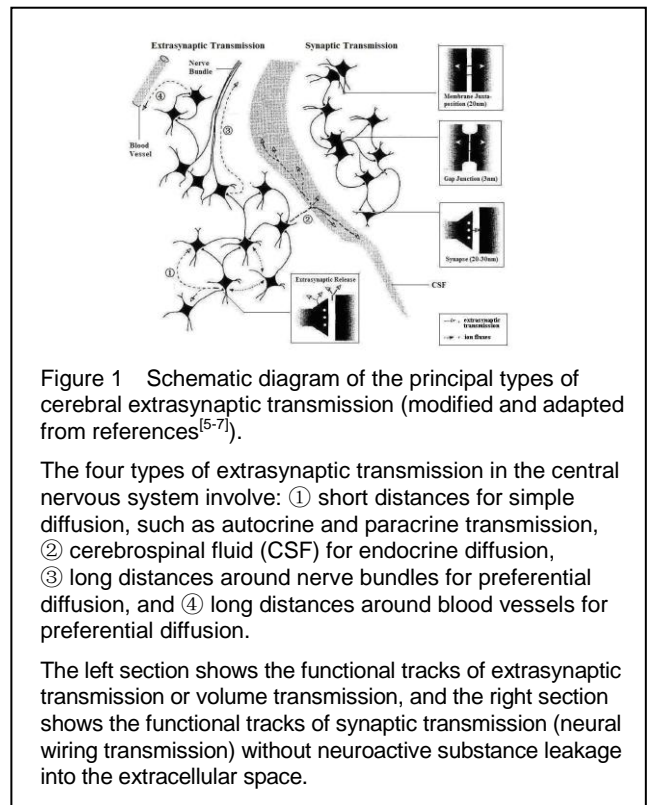 Extrasynaptic Transmission
Synaptic Transmission
Nerve
Bundle
④
③
Blood
Vessel
②
①
Extrasynaptic Release
CSF
Membrane Juxta-
position (20nm)
Gap Junction (3nm)
Synapse (20-30nm)
extrasynaptic
transmission
ion fluxes
Figure 1 Schematic diagram of the principal types of
cerebral extrasynaptic transmission (modified and adapted
from references[5-7]).
The four types of extrasynaptic transmission in the central
nervous system involve: ① short distances for simple
diffusion, such as autocrine and paracrine transmission,
② cerebrospinal fluid (CSF) for endocrine diffusion,
③ long distances around nerve bundles for preferential
diffusion, and ④ long distances around blood vessels for
preferential diffusion.
The left section shows the functional tracks of extrasynaptic
transmission or volume transmission, and the right section
shows the functional tracks of synaptic transmission (neural
wiring transmission) without neuroactive substance leakage
into the extracellular space.